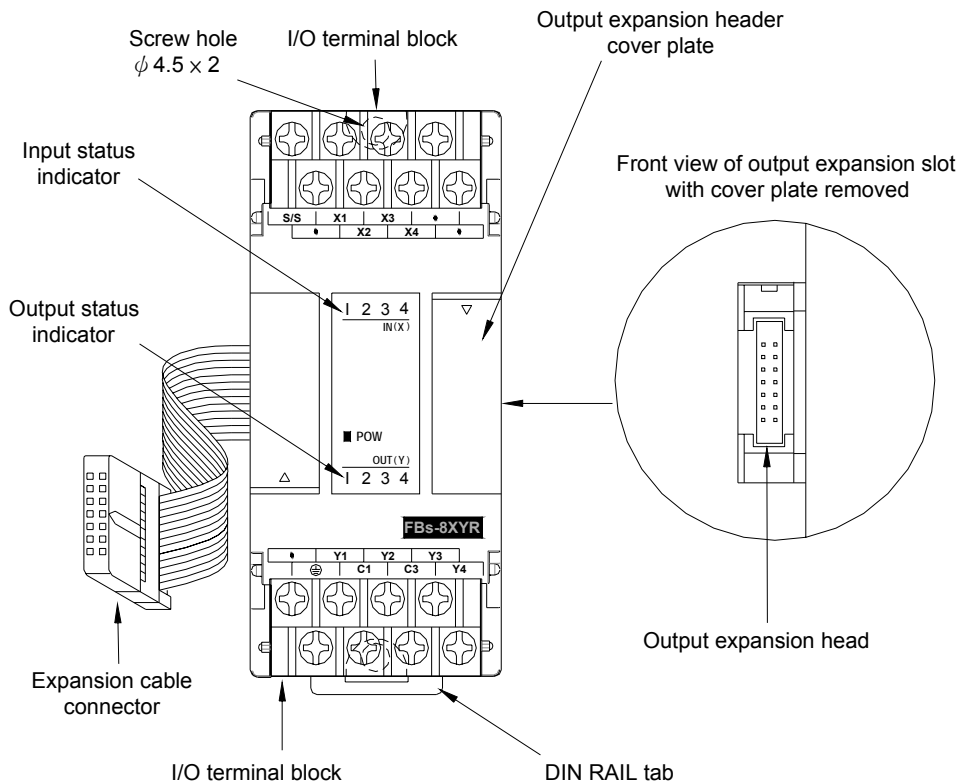 Output expansion header
cover plate
Screw hole
ϕ 4.5 × 2
I/O terminal block
Input status
indicator
Front view of output expansion slot
with cover plate removed
S/S X1 X3
X2 X4
Output status
indicator
1 2 3 4
IN(X)
POW
OUT(Y)
1 2 3 4
FBs-8XYR
Y1 Y2 Y3
C1 C3 Y4
Output expansion head
Expansion cable
connector
I/O terminal block
DIN RAIL tab